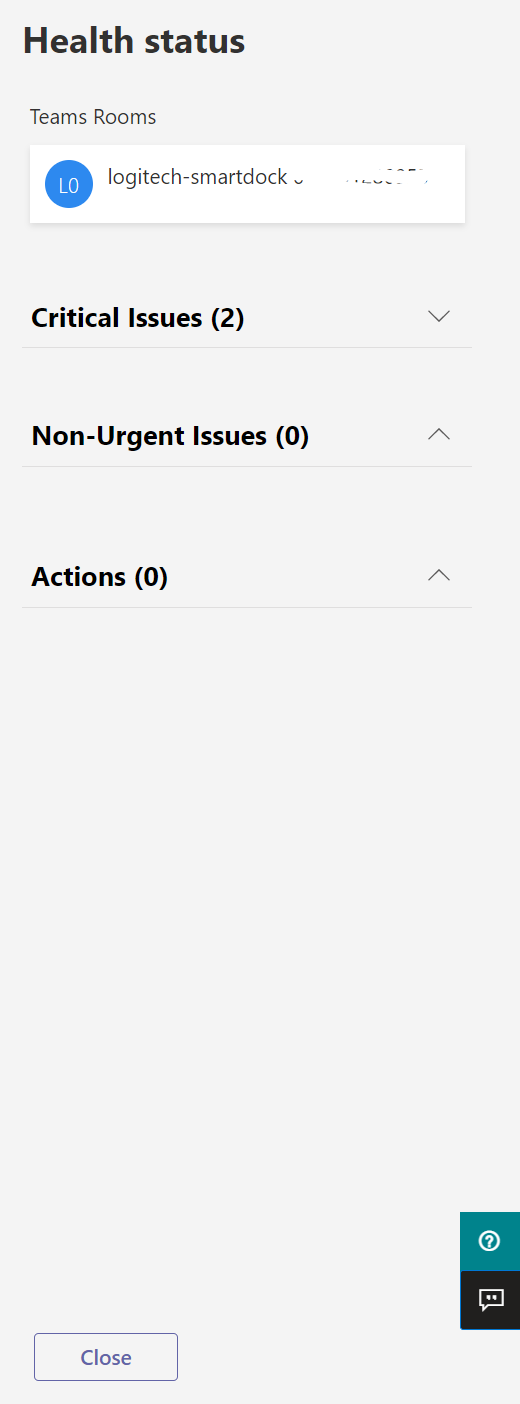 Health status
Teams Rooms
L0
logitech-smartdock
Critical Issues (2)
Non-Urgent Issues (0)
Actions (0)
Close